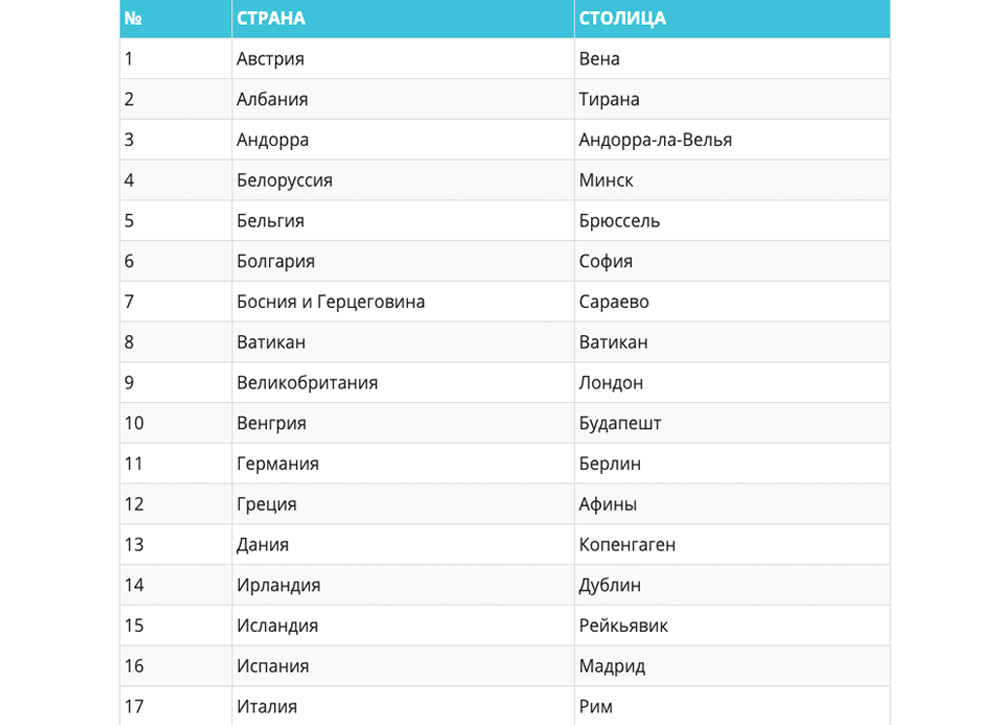 № СТРАНА СТОЛИЦА
1 Австрия Вена
2 Албания Тирана
3 Андорра Андорра-ла-Велья
4 Белоруссия Минск
5 Бельгия Брюссель
6 Болгария София
7 Босния и Герцеговина Сараево
8 Ватикан Ватикан
9 Великобритания Лондон
10 Венгрия Будапешт
11 Германия Берлин
12 Греция Афины
13 Дания Копенгаген
14 Ирландия Дублин
15 Исландия Рейкьявик
16 Испания Мадрид
17 Италия Рим